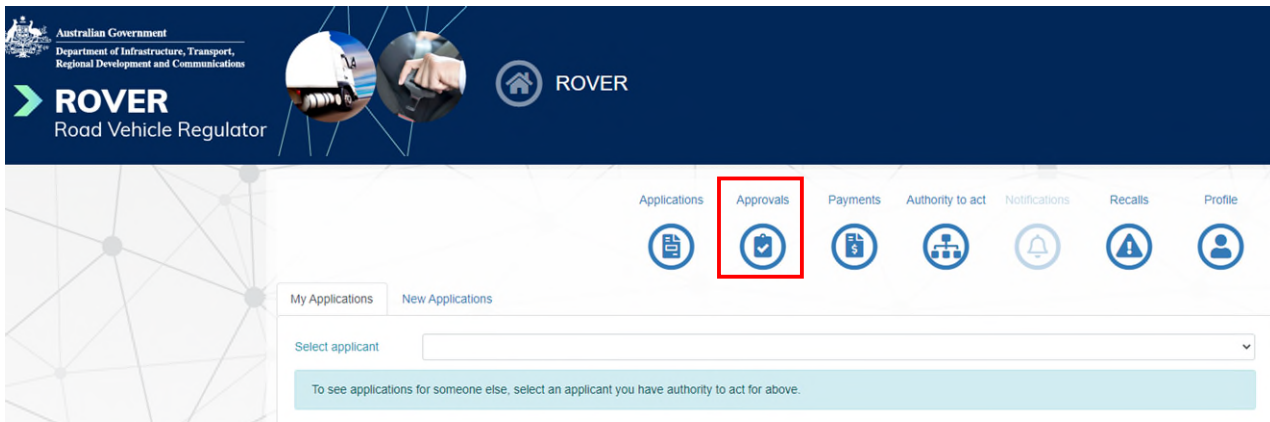 Australian Government
Department of Infrastructure, Transport,
Regional Development and Communications
ROVER
Road Vehicle Regulator
ROVER
Applications Approvals Payments Authority to act Notifications Recalls Profile
My Applications New Applications
Select applicant
To see applications for someone else, select an applicant you have authority to act for above.